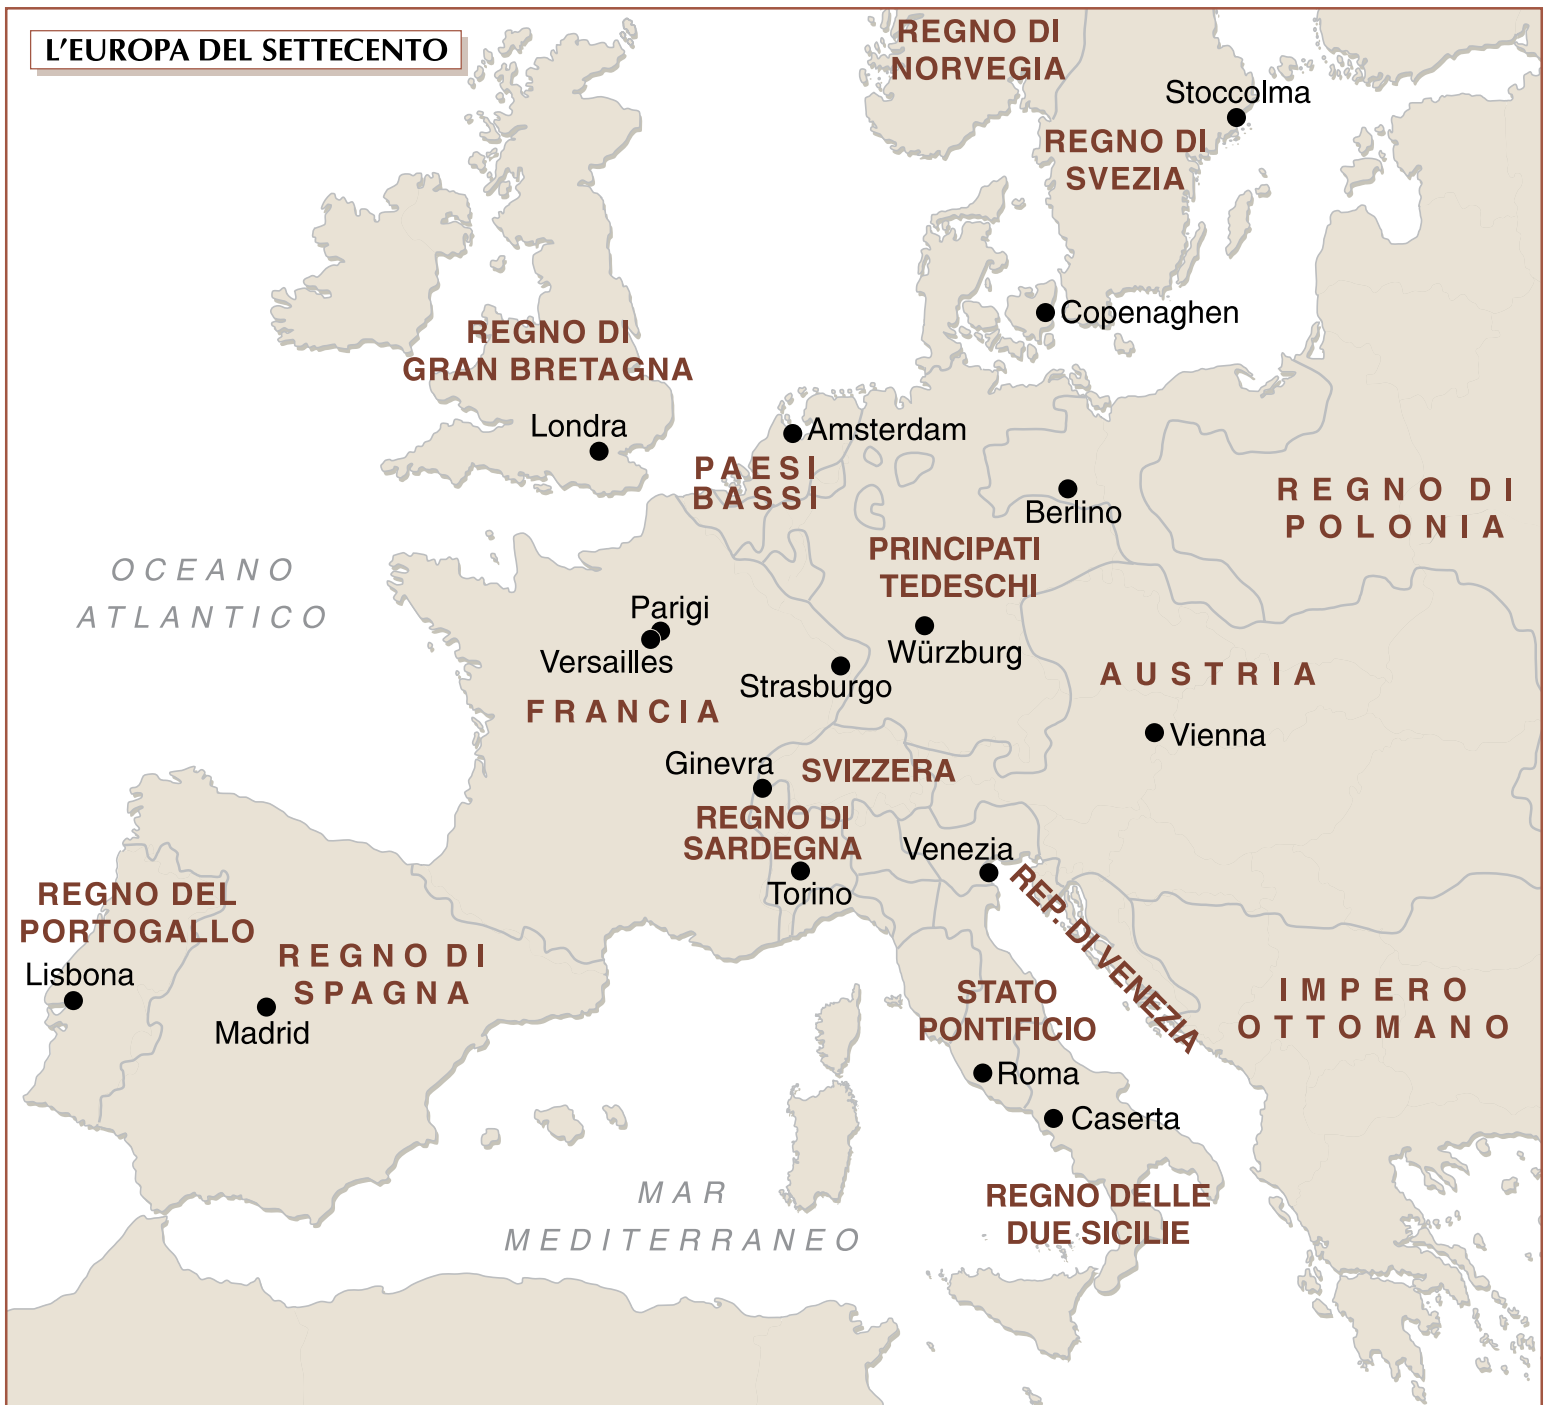 L'EUROPA DEL SETTECENTO
REGNO DI
NORVEGIA
Stoccolma
REGNO DI
SVEZIA
Copenaghen
REGNO DI
GRAN BRETAGNA
Londra
Amsterdam
PAESI
BASSI
Berlino
REGNO DI
POLONIA
PRINCIPATI
TEDESCHI
OCEANO
ATLANTICO
Parigi
Versailles
Würzburg
Strasburgo
AUSTRIA
FRANCIA
Vienna
Ginevra
SVIZZERA
REGNO DI
SARDEGNA
Torino
Venezia
REP. DI VENEZIA
REGNO DEL
PORTOGALLO
Lisbona
REGNO DI
SPAGNA
Madrid
STATO
PONTIFICIO
IMPERO
OTTOMANO
Roma
Caserta
MAR
MEDITERRANEO
REGNO DELLE
DUE SICILIE